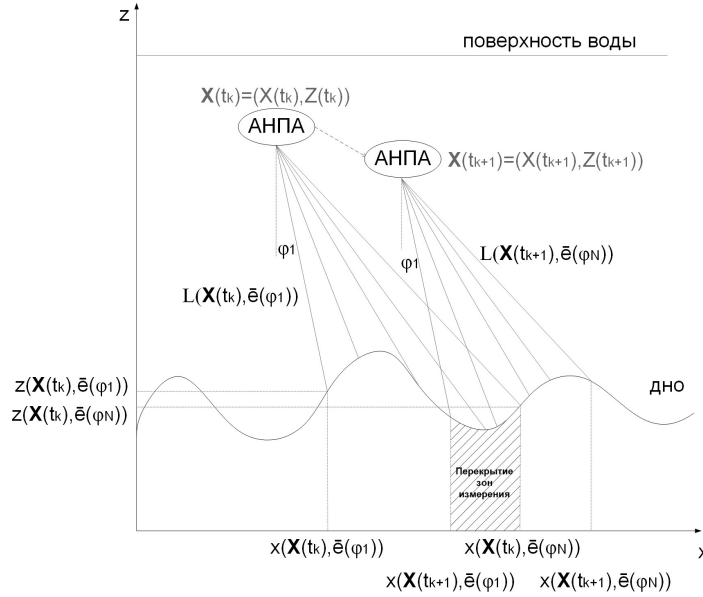 z
поверхность воды
X(tk)=(X(tk),Z(tk))
АНПА
АНПА
X(tk+1)=(X(tk+1),Z(tk+1))
φ1
φ1
L(X(tk+1),ē(φN))
L(X(tk),ē(φ1))
z(X(tk),ē(φ1))
дно
z(X(tk),ē(φN))
Перекрытие
зон
измерения
x(X(tk),ē(φ1))
x(X(tk),ē(φN))
x
x(X(tk+1),ē(φ1))
x(X(tk+1),ē(φN))